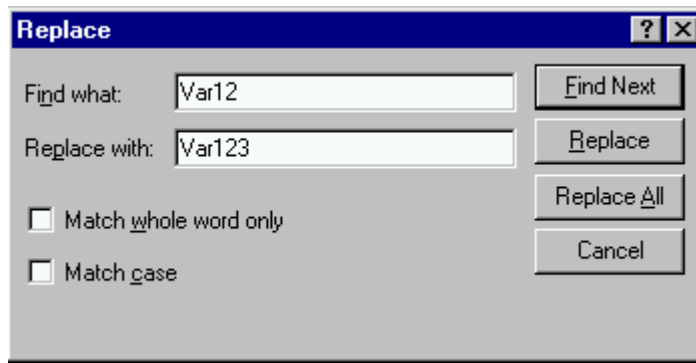 Replace
Find what: Var12
Find Next
Replace with: Var123
Replace
Replace All
Match whole word only
Cancel
Match case